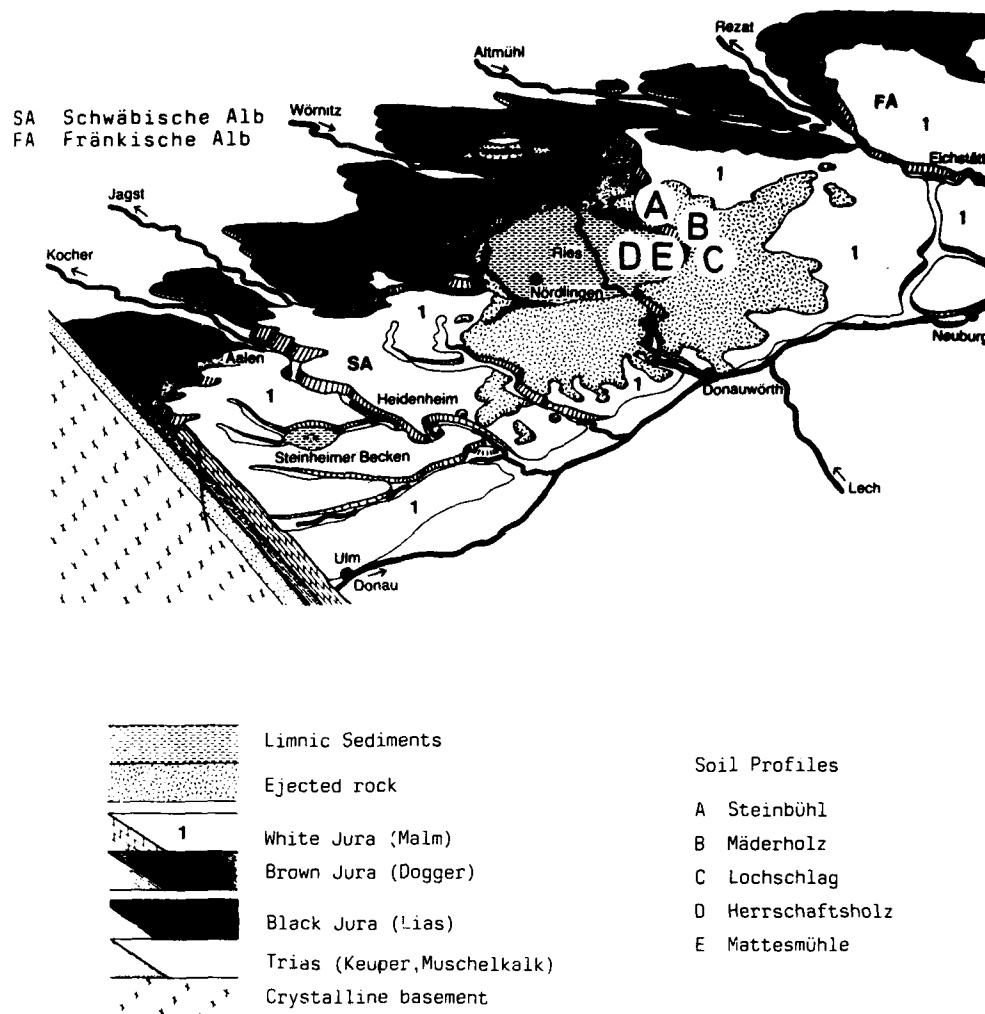 Rezat
Altmühl
SA Schwäbische Alb
FA Fränkische Alb
Wörnitz
FA
1
Eichstätt
1
Jagst
A
B
1
Kocher
Ries
D E C
1
Nördlingen
1
Neuburg
Aalen
SA
1
Donauwörth
1
Heidenheim
Steinheimer Becken
Lech
1
Ulm
Donau
Limnic Sediments
Ejected rock
1 White Jura (Malm)
Brown Jura (Dogger)
Black Jura (Lias)
Trias (Keuper,Muschelkalk)
Crystalline basement
Soil Profiles
A Steinbühl
B Mäderholz
C Lochschlag
D Herrschaftsholz
E Mattesmühle